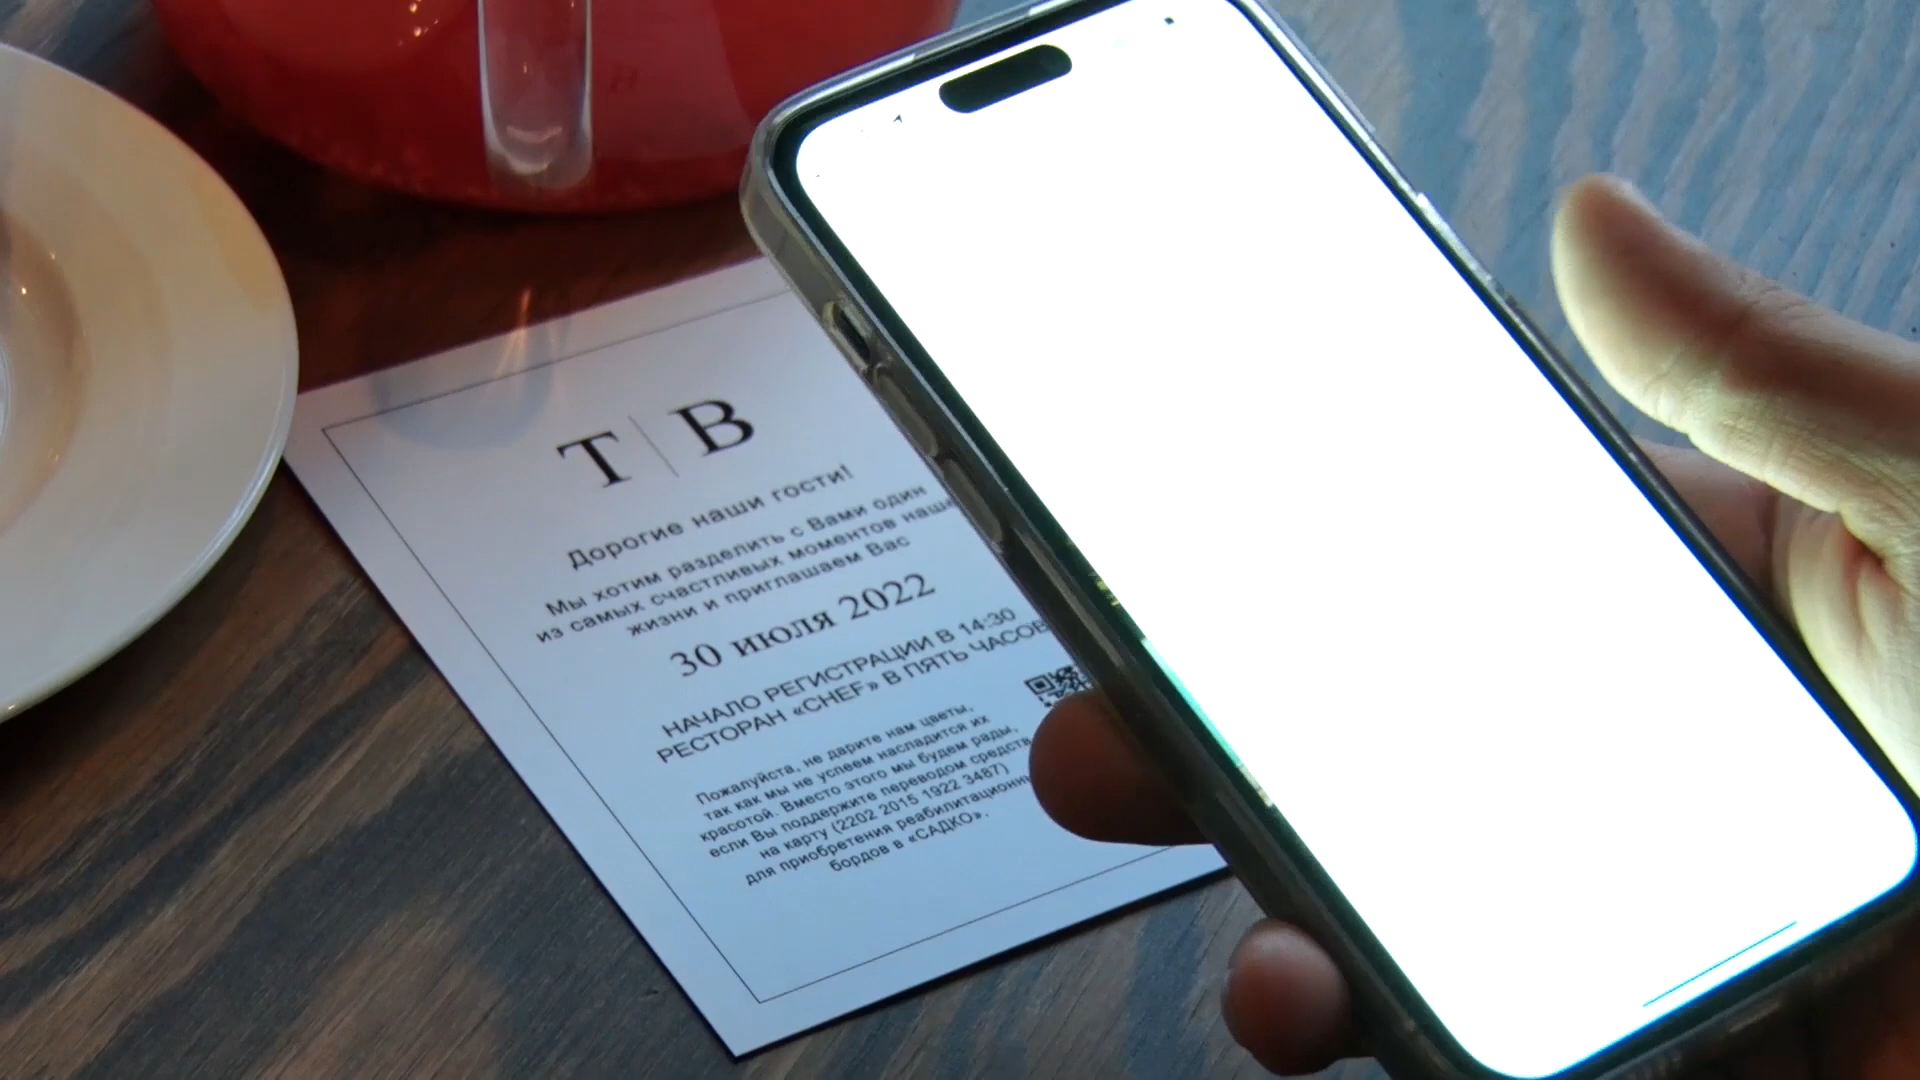 Т | В
Дорогие наши гости!
Мы хотим разделить с Вами один
из самых счастливых моментов наше
жизни и приглашаем Вас
30 июля 2022
НАЧАЛО РЕГИСТРАЦИИ В 14:30
РЕСТОРАН «CHEF» В ПЯТЬ ЧАСОВ
Пожалуйста, не дарите нам цветы,
так как мы не успеем насладится их
красотой. Вместо этого мы будем рады,
если Вы поддержите переводом средств
на карту (2202 2015 1922 3487)
для приобретения реабилитационн
бордов в «САДКО».